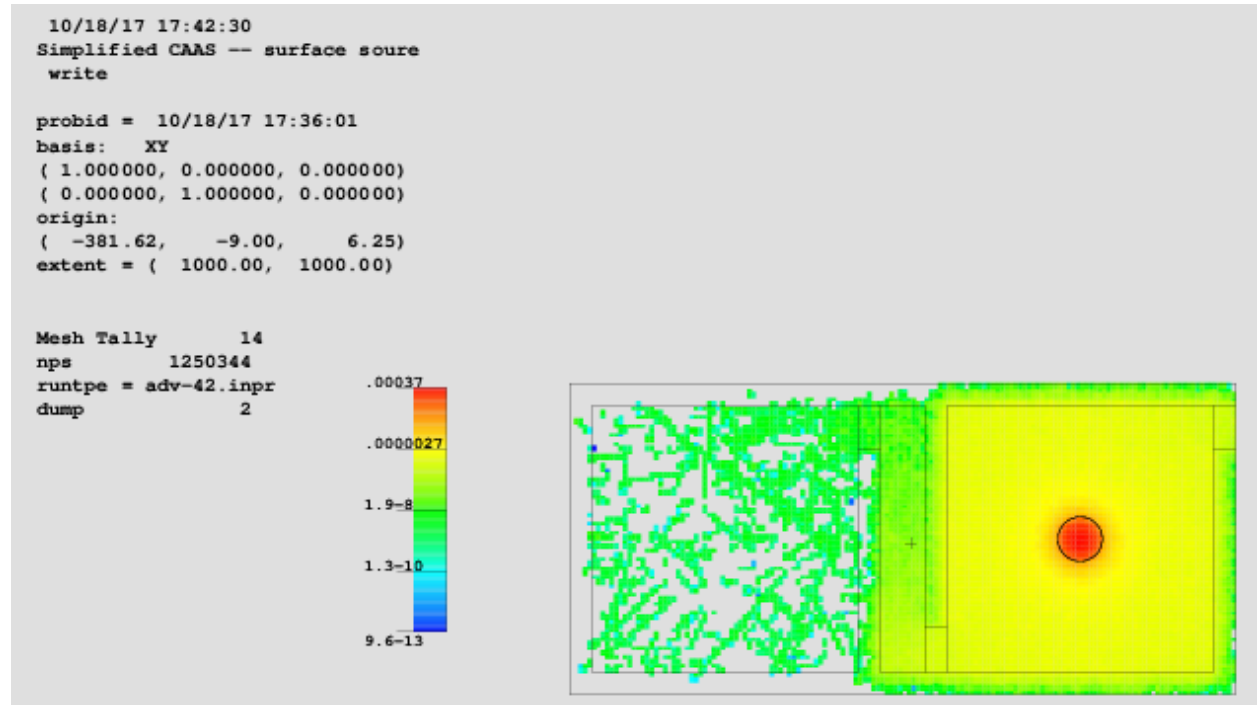 10/18/17 17:42:30
Simplified CAAS -- surface soure
write
probid = 10/18/17 17:36:01
basis: XY
( 1.000000, 0.000000, 0.000000)
( 0.000000, 1.000000, 0.000000)
origin:
( -381.62, -9.00, 6.25)
extent = ( 1000.00, 1000.00)
Mesh Tally 14
nps 1250344
runtpe = adv-42.inpr
dump 2
.00037
.0000027
1.9-8
1.3-10
9.6-13